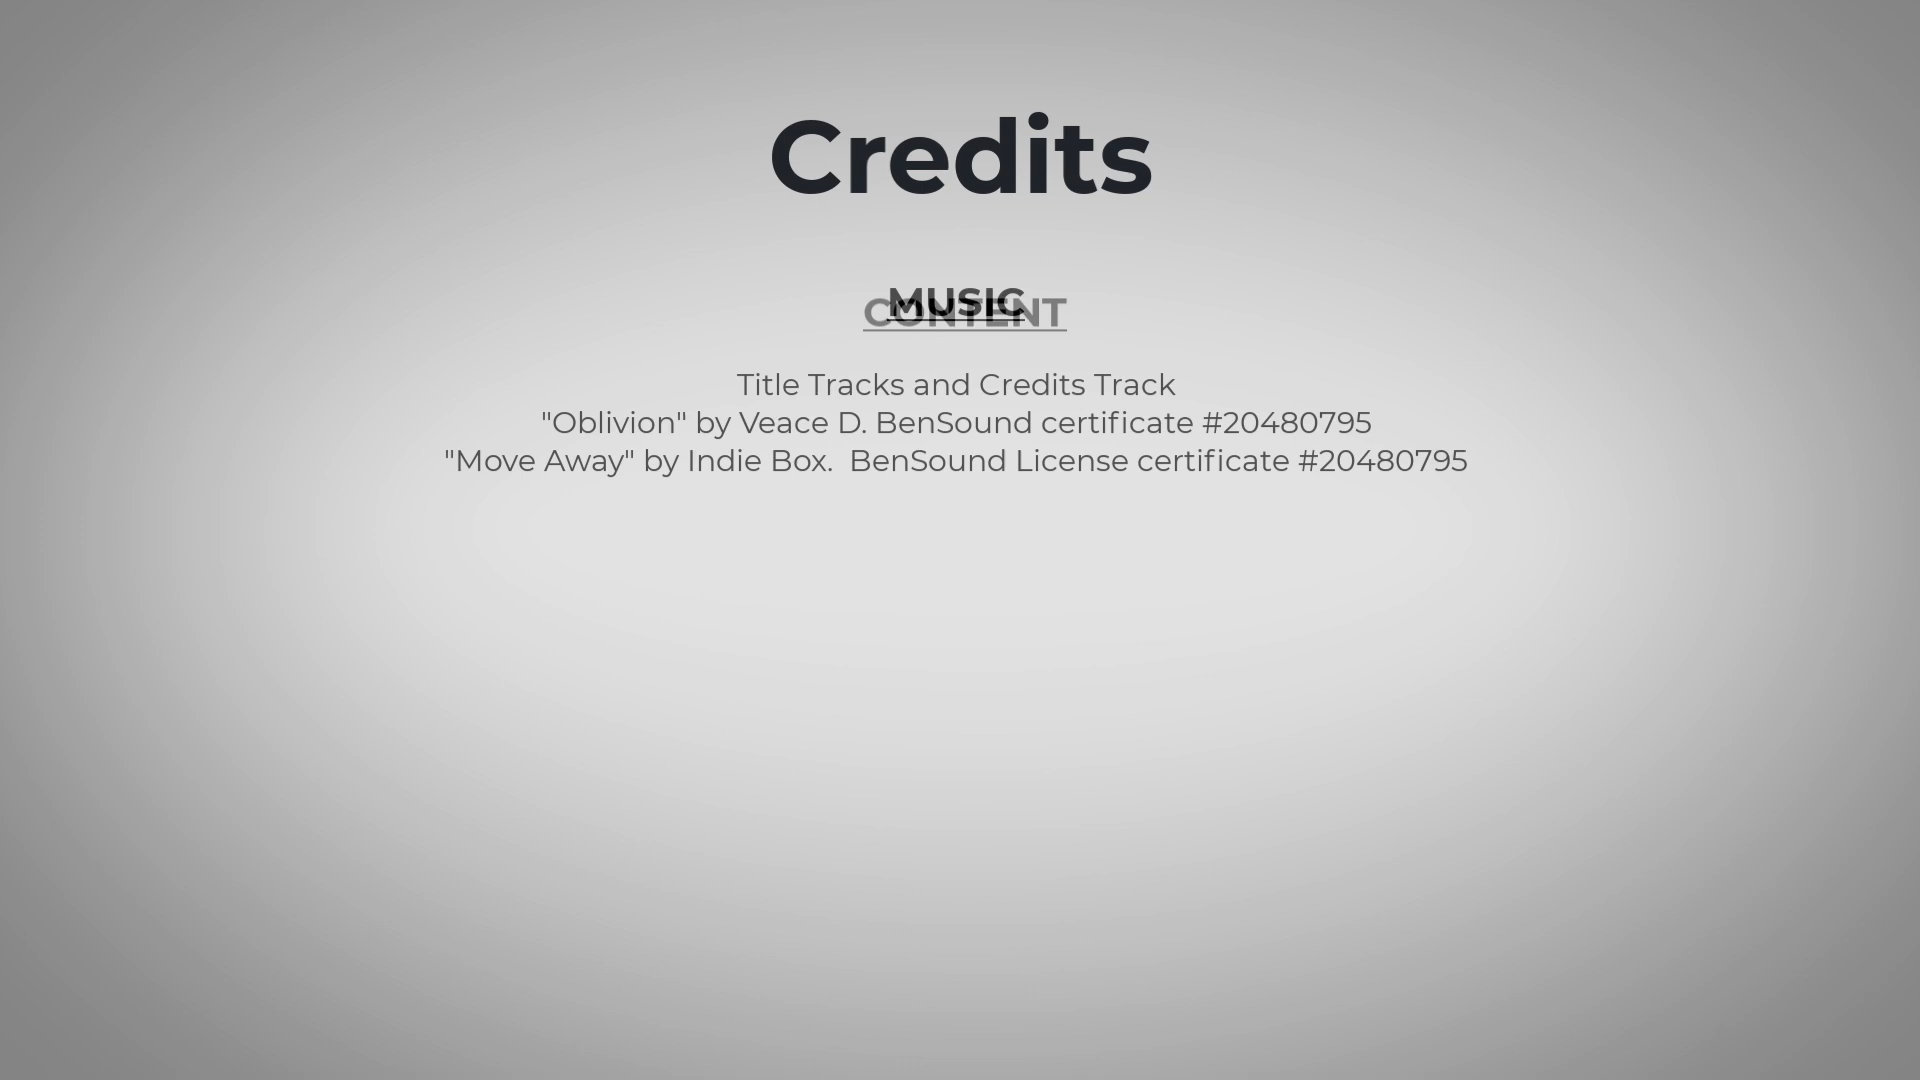 Credits
MUSIC
CONTENT
Title Tracks and Credits Track
"Oblivion" by Veace D. BenSound certificate #20480795
"Move Away" by Indie Box.  BenSound License certificate #20480795